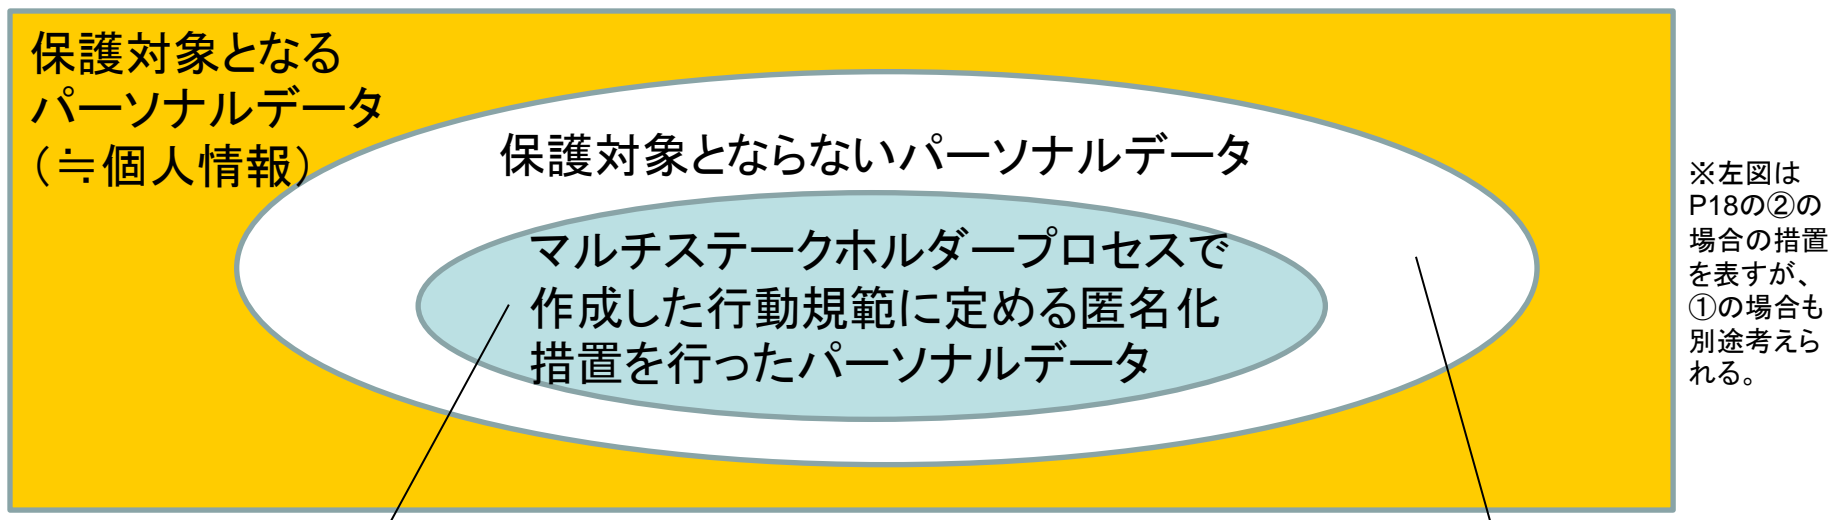 保護対象となる
パーソナルデータ
（≒個人情報）
保護対象とならないパーソナルデータ
マルチステークホルダープロセスで
作成した行動規範に定める匿名化
措置を行ったパーソナルデータ
※左図は
P18の②の
場合の措置
を表すが、
①の場合も
別途考えら
れる。